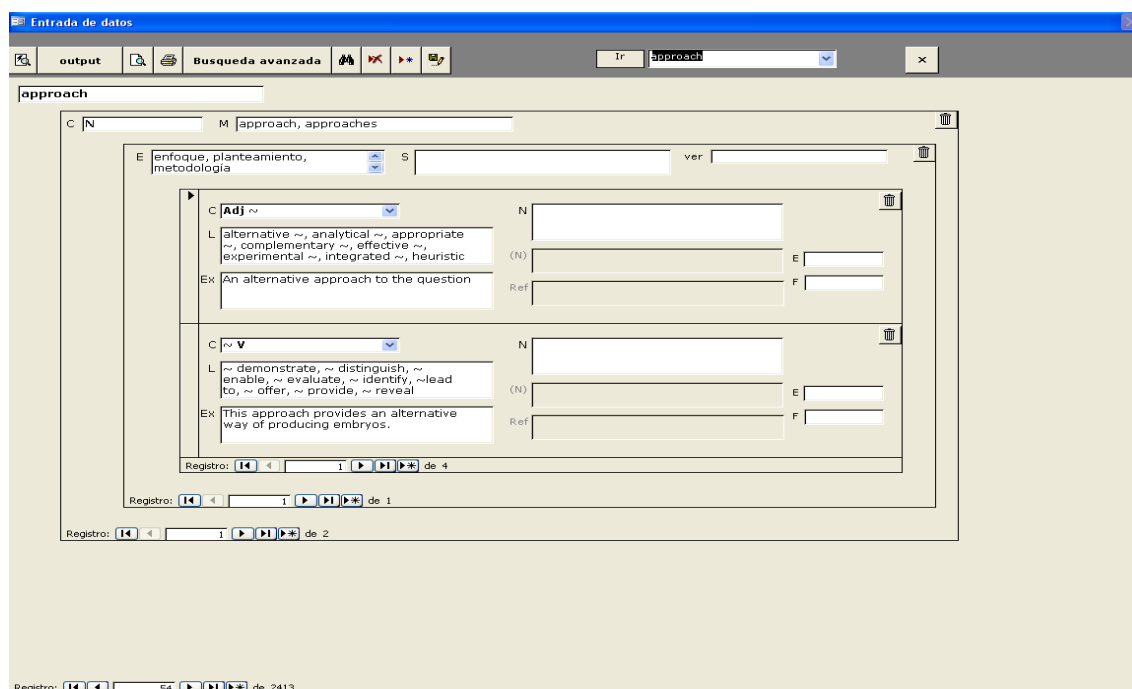 Entrada de datos
output Busqueda avanzada Ir approach
approach
C N M approach, approaches
E enfoque, planteamiento,
metodología
S ver
C Adj ~ N
L alternative ~, analytical ~, appropriate
~, complementary ~, effective ~,
experimental ~, integrated ~, heuristic
(N) E
Ex An alternative approach to the question
Ref F
C ~ V N
L ~ demonstrate, ~ distinguish, ~
enable, ~ evaluate, ~ identify, ~lead
to, ~ offer, ~ provide, ~ reveal
(N) E
Ex This approach provides an alternative
way of producing embryos.
Ref F
Registro: 1 de 4
Registro: 1 de 1
Registro: 1 de 2
Registro: 54 de 2413